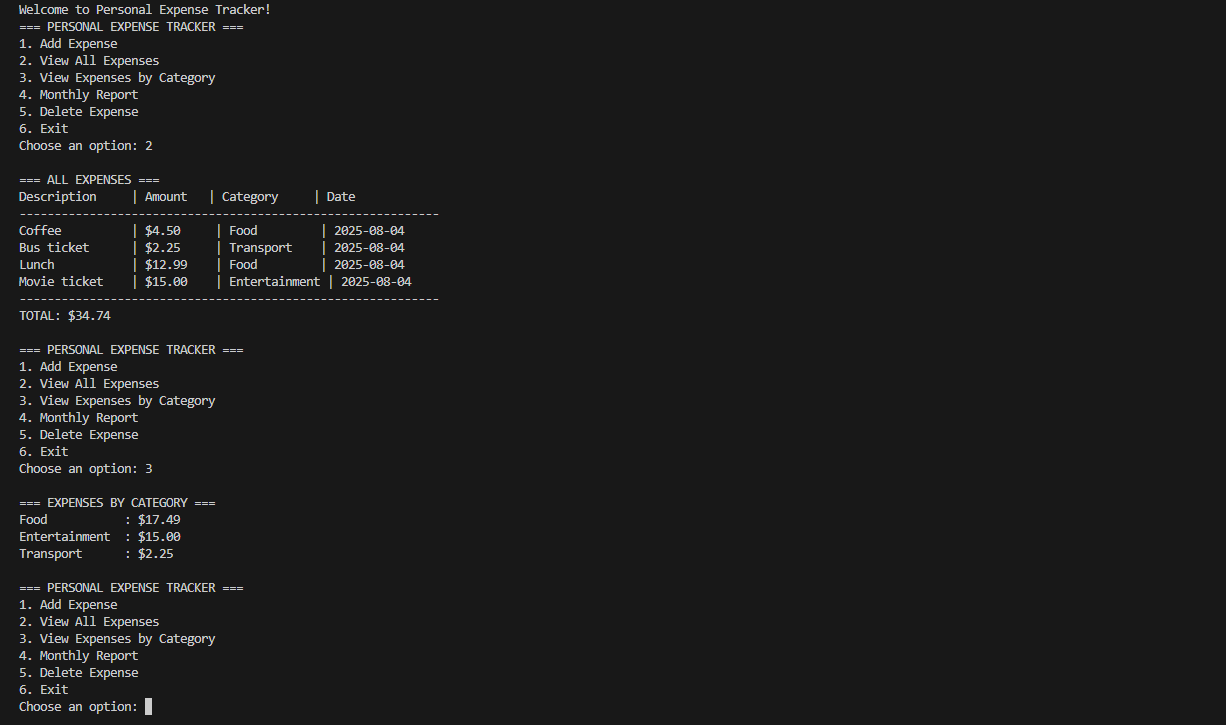 Welcome to Personal Expense Tracker!
=== PERSONAL EXPENSE TRACKER ===
1. Add Expense
2. View All Expenses
3. View Expenses by Category
4. Monthly Report
5. Delete Expense
6. Exit
Choose an option: 2

=== ALL EXPENSES ===
Description     | Amount   | Category     | Date
------------------------------------------------------------
Coffee          | $4.50     | Food         | 2025-08-04
Bus ticket      | $2.25     | Transport    | 2025-08-04
Lunch           | $12.99    | Food         | 2025-08-04
Movie ticket    | $15.00    | Entertainment | 2025-08-04
------------------------------------------------------------
TOTAL: $34.74

=== PERSONAL EXPENSE TRACKER ===
1. Add Expense
2. View All Expenses
3. View Expenses by Category
4. Monthly Report
5. Delete Expense
6. Exit
Choose an option: 3

=== EXPENSES BY CATEGORY ===
Food           : $17.49
Entertainment  : $15.00
Transport      : $2.25

=== PERSONAL EXPENSE TRACKER ===
1. Add Expense
2. View All Expenses
3. View Expenses by Category
4. Monthly Report
5. Delete Expense
6. Exit
Choose an option: